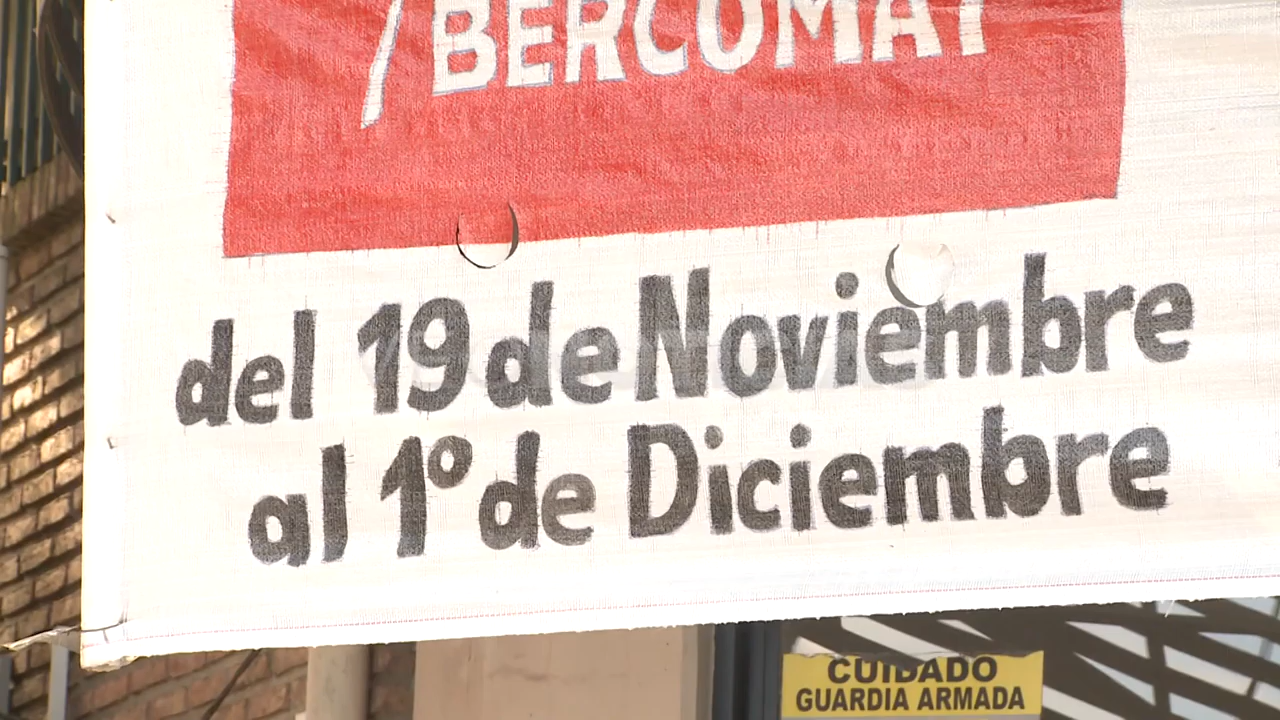 /BERCOMAT
del 19 de Noviembre
al 1º de Diciembre
CUIDADO
GUARDIA ARMADA